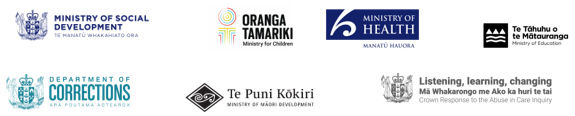 MINISTRY OF SOCIAL
DEVELOPMENT
TE MANATŪ WHAKAHIATO ORA
ORANGA
TAMARIKI
Ministry for Children
MINISTRY OF
HEALTH
MANATŪ HAUORA
Te Tāhuhu o
te Mātauranga
Ministry of Education
DEPARTMENT OF
CORRECTIONS
ARA POUTAMA AOTEAROA
Te Puni Kōkiri
MINISTRY OF MĀORI DEVELOPMENT
Listening, learning, changing
Mā Whakarongo me Ako ka huri te tai
Crown Response to the Abuse in Care Inquiry